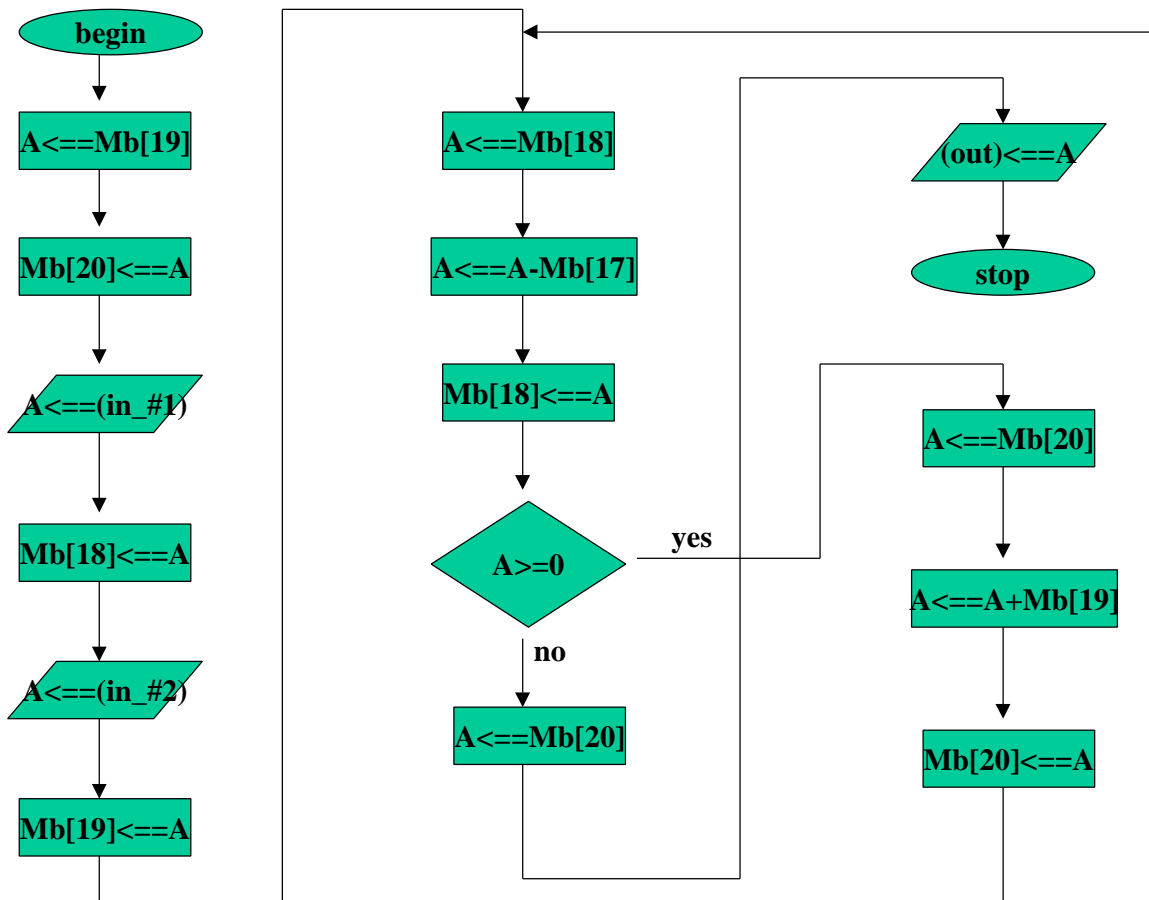 begin
A<==Mb[19]
Mb[20]<==A
A<==(in_#1)
Mb[18]<==A
A<==(in_#2)
Mb[19]<==A
A<==Mb[18]
A<==A-Mb[17]
Mb[18]<==A
A>=0
yes
no
A<==Mb[20]
(out)<==A
stop
A<==Mb[20]
A<==A+Mb[19]
Mb[20]<==A